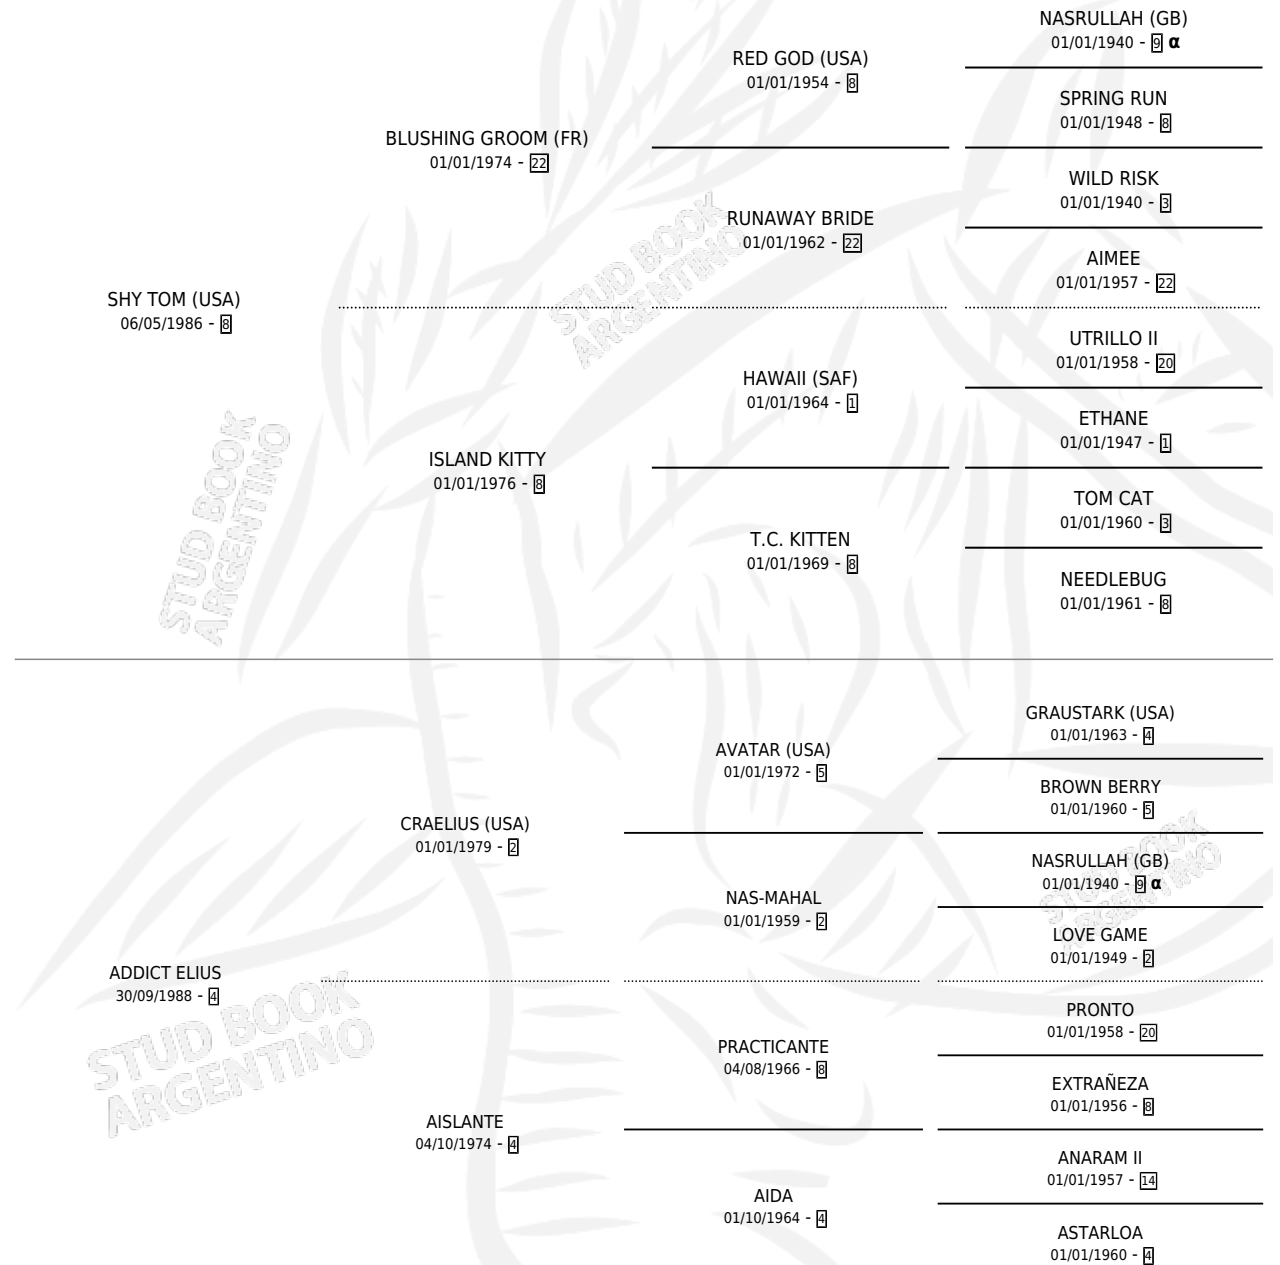 NASRULLAH (GB)
01/01/1940 - 9 α
RED GOD (USA)
01/01/1954 - 8
SPRING RUN
01/01/1948 - 8
BLUSHING GROOM (FR)
01/01/1974 - 22
WILD RISK
01/01/1940 - 3
RUNAWAY BRIDE
01/01/1962 - 22
AIMEE
01/01/1957 - 22
SHY TOM (USA)
06/05/1986 - 8
UTRILLO II
01/01/1958 - 20
HAWAII (SAF)
01/01/1964 - 1
ETHANE
01/01/1947 - 1
ISLAND KITTY
01/01/1976 - 8
TOM CAT
01/01/1960 - 3
T.C. KITTEN
01/01/1969 - 8
NEEDLEBUG
01/01/1961 - 8
STUD BOOK
ARGENTINO
STUD BOOK
ARGENTINO
GRAUSTARK (USA)
01/01/1963 - 4
AVATAR (USA)
01/01/1972 - 5
BROWN BERRY
01/01/1960 - 5
CRAELIUS (USA)
01/01/1979 - 2
NASRULLAH (GB)
01/01/1940 - 9 α
NAS-MAHAL
01/01/1959 - 2
LOVE GAME
01/01/1949 - 2
ADDICT ELIUS
30/09/1988 - 4
PRONTO
01/01/1958 - 20
PRACTICANTE
04/08/1966 - 8
EXTRAÑEZA
01/01/1956 - 8
AISLANTE
04/10/1974 - 4
ANARAM II
01/01/1957 - 14
AIDA
01/10/1964 - 4
ASTARLOA
01/01/1960 - 4
STUD BOOK
ARGENTINO
STUD BOOK
ARGENTINO